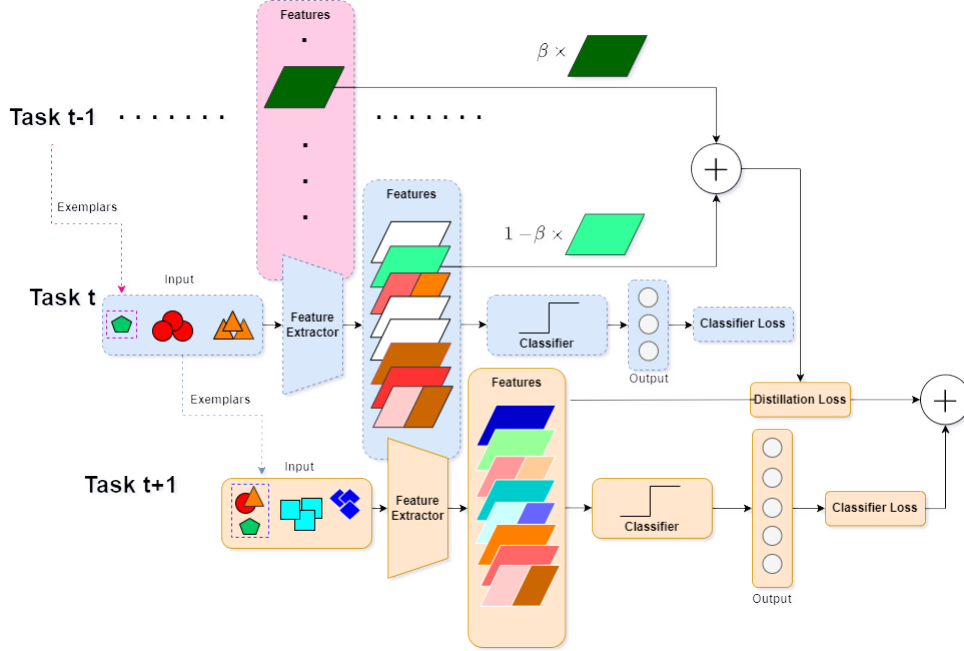 Features
β ×
Task t-1
Exemplars
Features
1 − β ×
Input
Task t
Feature
Extractor
Classifier
Classifier Loss
Output
Exemplars
Features
Distillation Loss
Input
Task t+1
Feature
Extractor
Classifier
Classifier Loss
Output